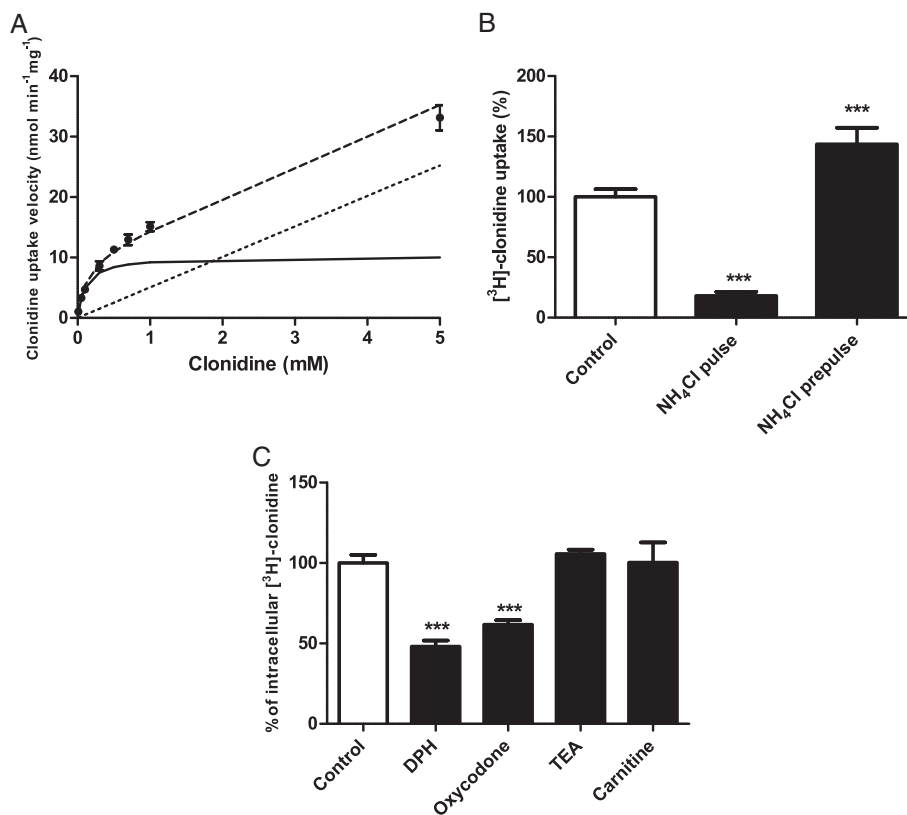 A
Clonidine uptake velocity (nmol min⁻¹mg⁻¹)
40
30
20
10
0
0
1
2
3
4
5
Clonidine (mM)
B
[³H]-clonidine uptake (%)
200
150
100
50
0
***
***
Control
NH₄Cl pulse
NH₄Cl prepulse
C
% of intracellular [³H]-clonidine
150
100
50
0
***
***
Control
DPH
Oxycodone
TEA
Carnitine